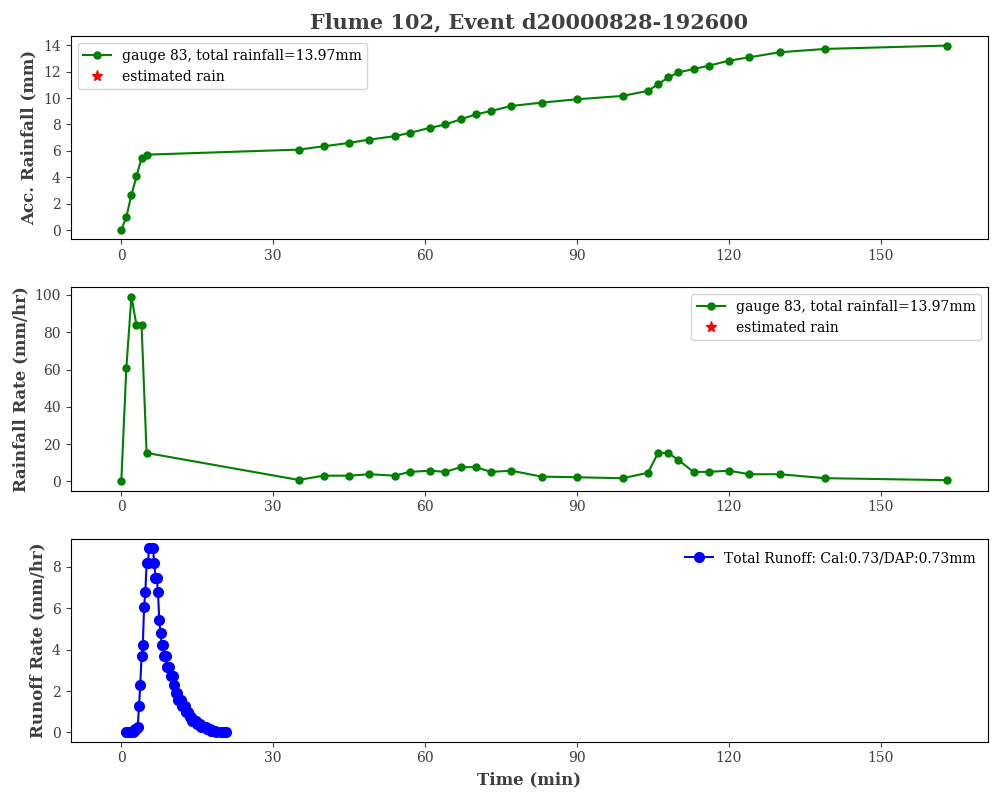 Flume 102, Event d20000828-192600
Acc. Rainfall (mm)
14
12
10
8
6
4
2
0
gauge 83, total rainfall=13.97mm
estimated rain
0 30 60 90 120 150
Rainfall Rate (mm/hr)
100
80
60
40
20
0
gauge 83, total rainfall=13.97mm
estimated rain
0 30 60 90 120 150
Runoff Rate (mm/hr)
8
6
4
2
0
Total Runoff: Cal:0.73/DAP:0.73mm
0 30 60 90 120 150
Time (min)